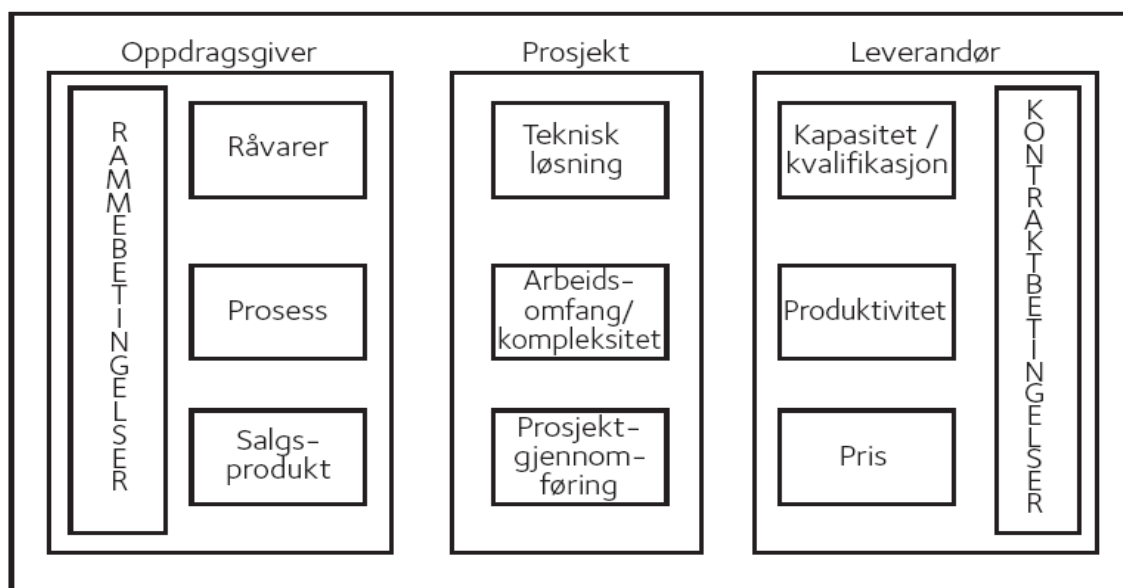 Oppdragsgiver
RAMMEBETINGELSER
Råvarer
Prosess
Salgs-
produkt
Prosjekt
Teknisk
løsning
Arbeids-
omfang/
kompleksitet
Prosjekt-
gjennom-
føring
Leverandør
Kapasitet /
kvalifikasjon
Produktivitet
Pris
KONTRAKTBETINGELSER